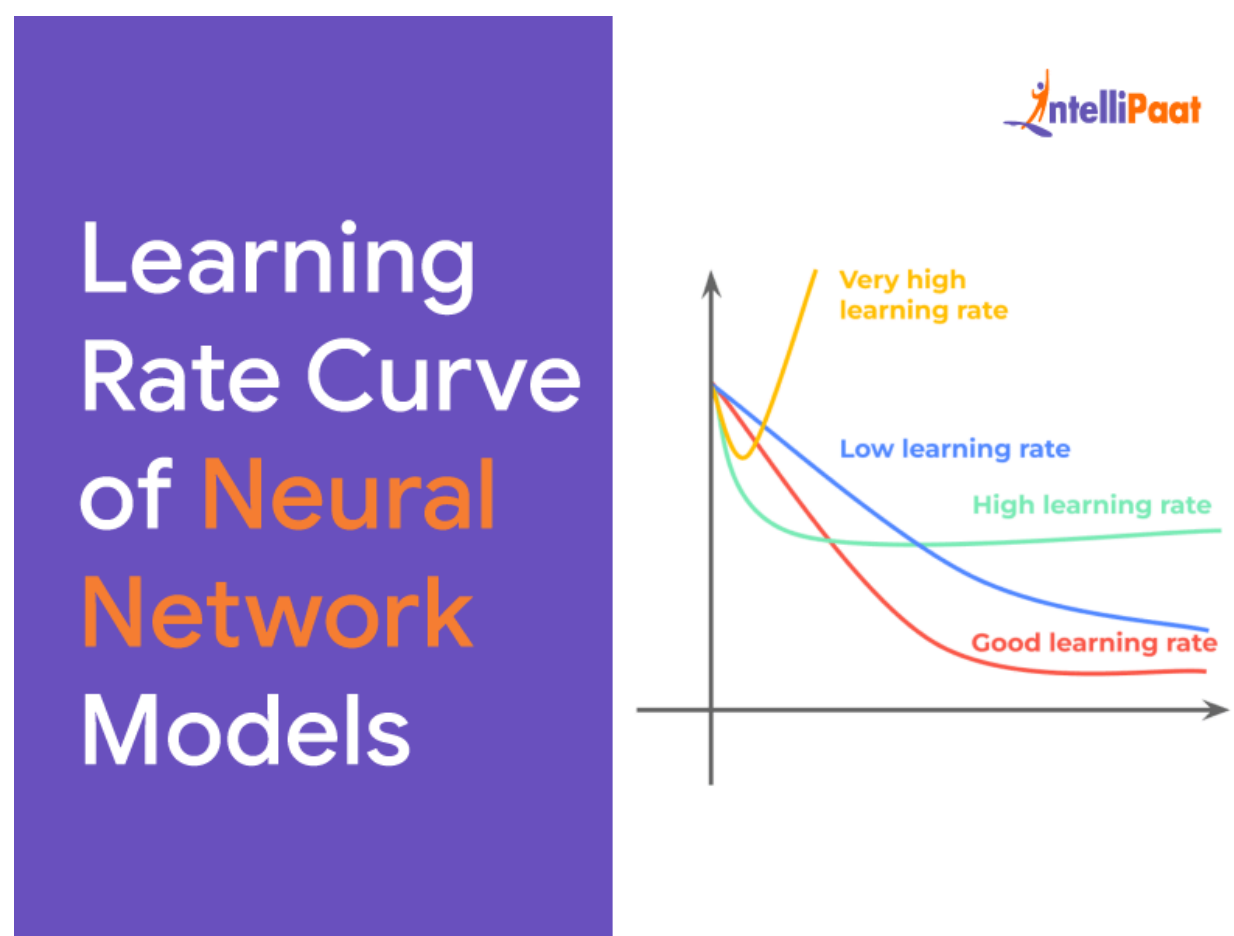 Learning
Rate Curve
of Neural
Network
Models
IntelliPaat
Very high
learning rate
Low learning rate
High learning rate
Good learning rate